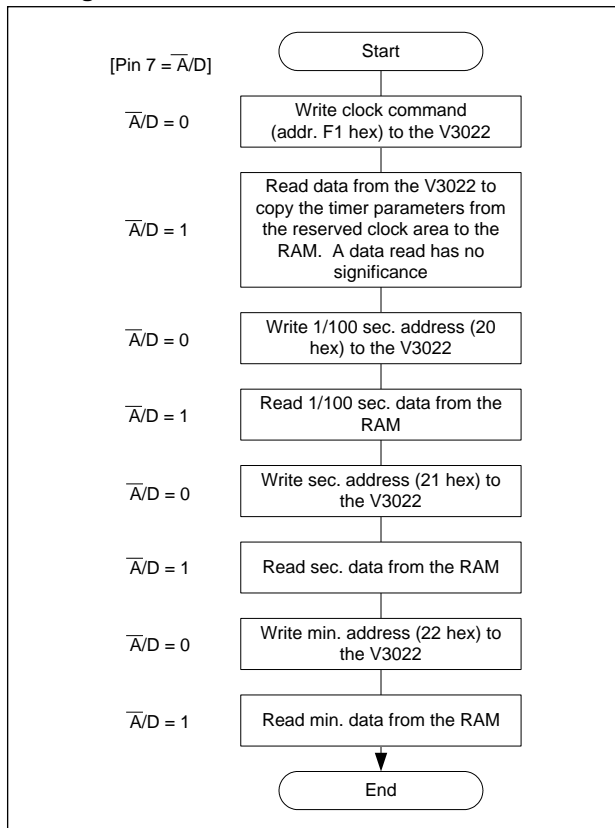 [Pin 7 = A̅/D]
Start
A̅/D = 0
Write clock command
(addr. F1 hex) to the V3022
A̅/D = 1
Read data from the V3022 to
copy the timer parameters from
the reserved clock area to the
RAM. A data read has no
significance
A̅/D = 0
Write 1/100 sec. address (20
hex) to the V3022
A̅/D = 1
Read 1/100 sec. data from the
RAM
A̅/D = 0
Write sec. address (21 hex) to
the V3022
A̅/D = 1
Read sec. data from the RAM
A̅/D = 0
Write min. address (22 hex) to
the V3022
A̅/D = 1
Read min. data from the RAM
End